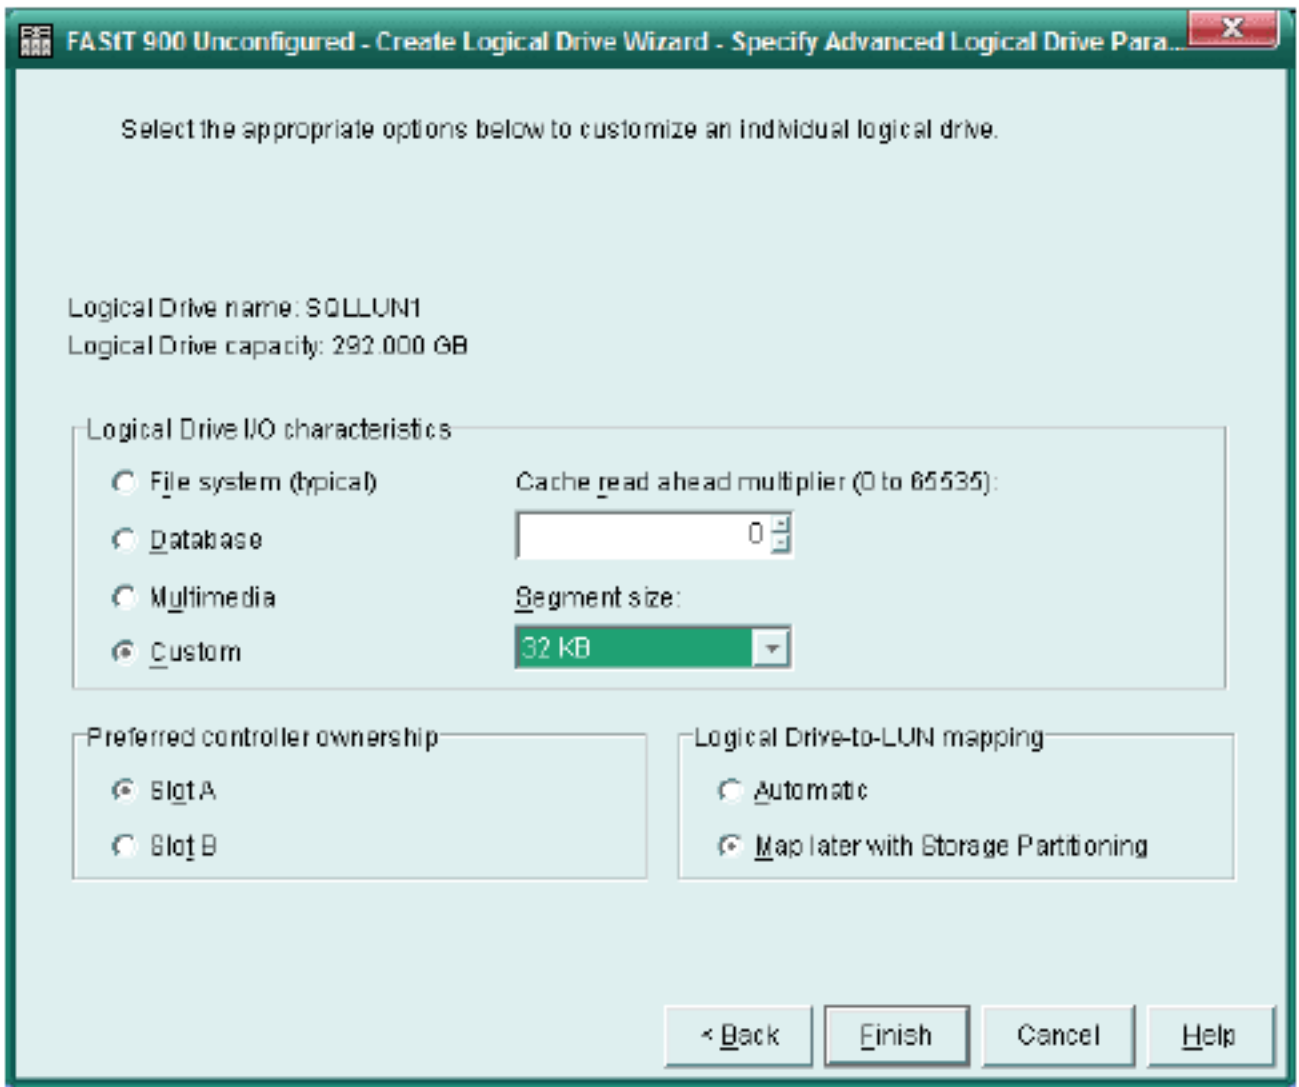 FAStT 900 Unconfigured - Create Logical Drive Wizard - Specify Advanced Logical Drive Para...
X
Select the appropriate options below to customize an individual logical drive.
Logical Drive name: SQLLUN1
Logical Drive capacity: 292.000 GB
Logical Drive I/O characteristics
File system (typical)
Cache read ahead multiplier (0 to 65535):
0
Database
Multimedia
Segment size:
Custom
32 KB
Preferred controller ownership
Slot A
Slot B
Logical Drive-to-LUN mapping
Automatic
Map later with Storage Partitioning
< Back
Finish
Cancel
Help